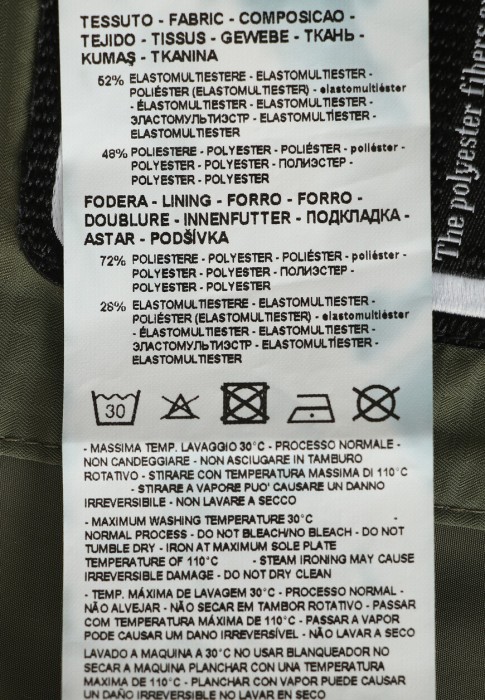 TESSUTO - FABRIC - COMPOSICAO -
TEJIDO - TISSUS - GEWEBE - ТКАНЬ -
KUMAŞ - TKANINA
52% ELASTOMULTIESTERE - ELASTOMULTIESTER -
POLIÉSTER (ELASTOMULTIESTER) - elastomultiéster
- ÉLASTOMULTIESTER - ELASTOMULTIESTER -
ЭЛАСТОМУЛЬТИЭСТР - ELASTOMULTİESTER -
ELASTOMULTIESTER
48% POLIESTERE - POLYESTER - POLIÉSTER - poliéster -
POLYESTER - POLYESTER - ПОЛИЭСТЕР -
POLYESTER - POLYESTER
FODERA - LINING - FORRO - FORRO -
DOUBLURE - INNENFUTTER - ПОДКЛАДКА -
ASTAR - PODŠÍVKA
72% POLIESTERE - POLYESTER - POLIÉSTER - poliéster -
POLYESTER - POLYESTER - ПОЛИЭСТЕР -
POLYESTER - POLYESTER
28% ELASTOMULTIESTERE - ELASTOMULTIESTER -
POLIÉSTER (ELASTOMULTIESTER) - elastomultiéster
- ÉLASTOMULTIESTER - ELASTOMULTIESTER -
ЭЛАСТОМУЛЬТИЭСТР - ELASTOMULTİESTER -
ELASTOMULTIESTER
30
- MASSIMA TEMP. LAVAGGIO 30°C - PROCESSO NORMALE -
NON CANDEGGIARE - NON ASCIUGARE IN TAMBURO
ROTATIVO - STIRARE CON TEMPERATURA MASSIMA DI 110°C
- STIRARE A VAPORE PUO' CAUSARE UN DANNO
IRREVERSIBILE - NON LAVARE A SECCO
- MAXIMUM WASHING TEMPERATURE 30°C -
NORMAL PROCESS - DO NOT BLEACH/NO BLEACH - DO NOT
TUMBLE DRY - IRON AT MAXIMUM SOLE PLATE
TEMPERATURE OF 110°C - STEAM IRONING MAY CAUSE
IRREVERSIBLE DAMAGE - DO NOT DRY CLEAN
- TEMP. MÁXIMA DE LAVAGEM 30°C - PROCESSO NORMAL -
NÃO ALVEJAR - NÃO SECAR EM TAMBOR ROTATIVO - PASSAR
COM TEMPERATURA MÁXIMA DE 110°C - PASSAR A VAPOR
PODE CAUSAR UM DANO IRREVERSÍVEL - NÃO LAVAR A SECO
LAVADO A MAQUINA A 30°C NO USAR BLANQUEADOR NO
SECAR A MAQUINA PLANCHAR CON UNA TEMPERATURA
MAXIMA DE 110°C - PLANCHAR CON VAPOR PUEDE CAUSAR
UN DAÑO IRREVERSIBLE NO LAVAR EN SECO
The polyester fibers